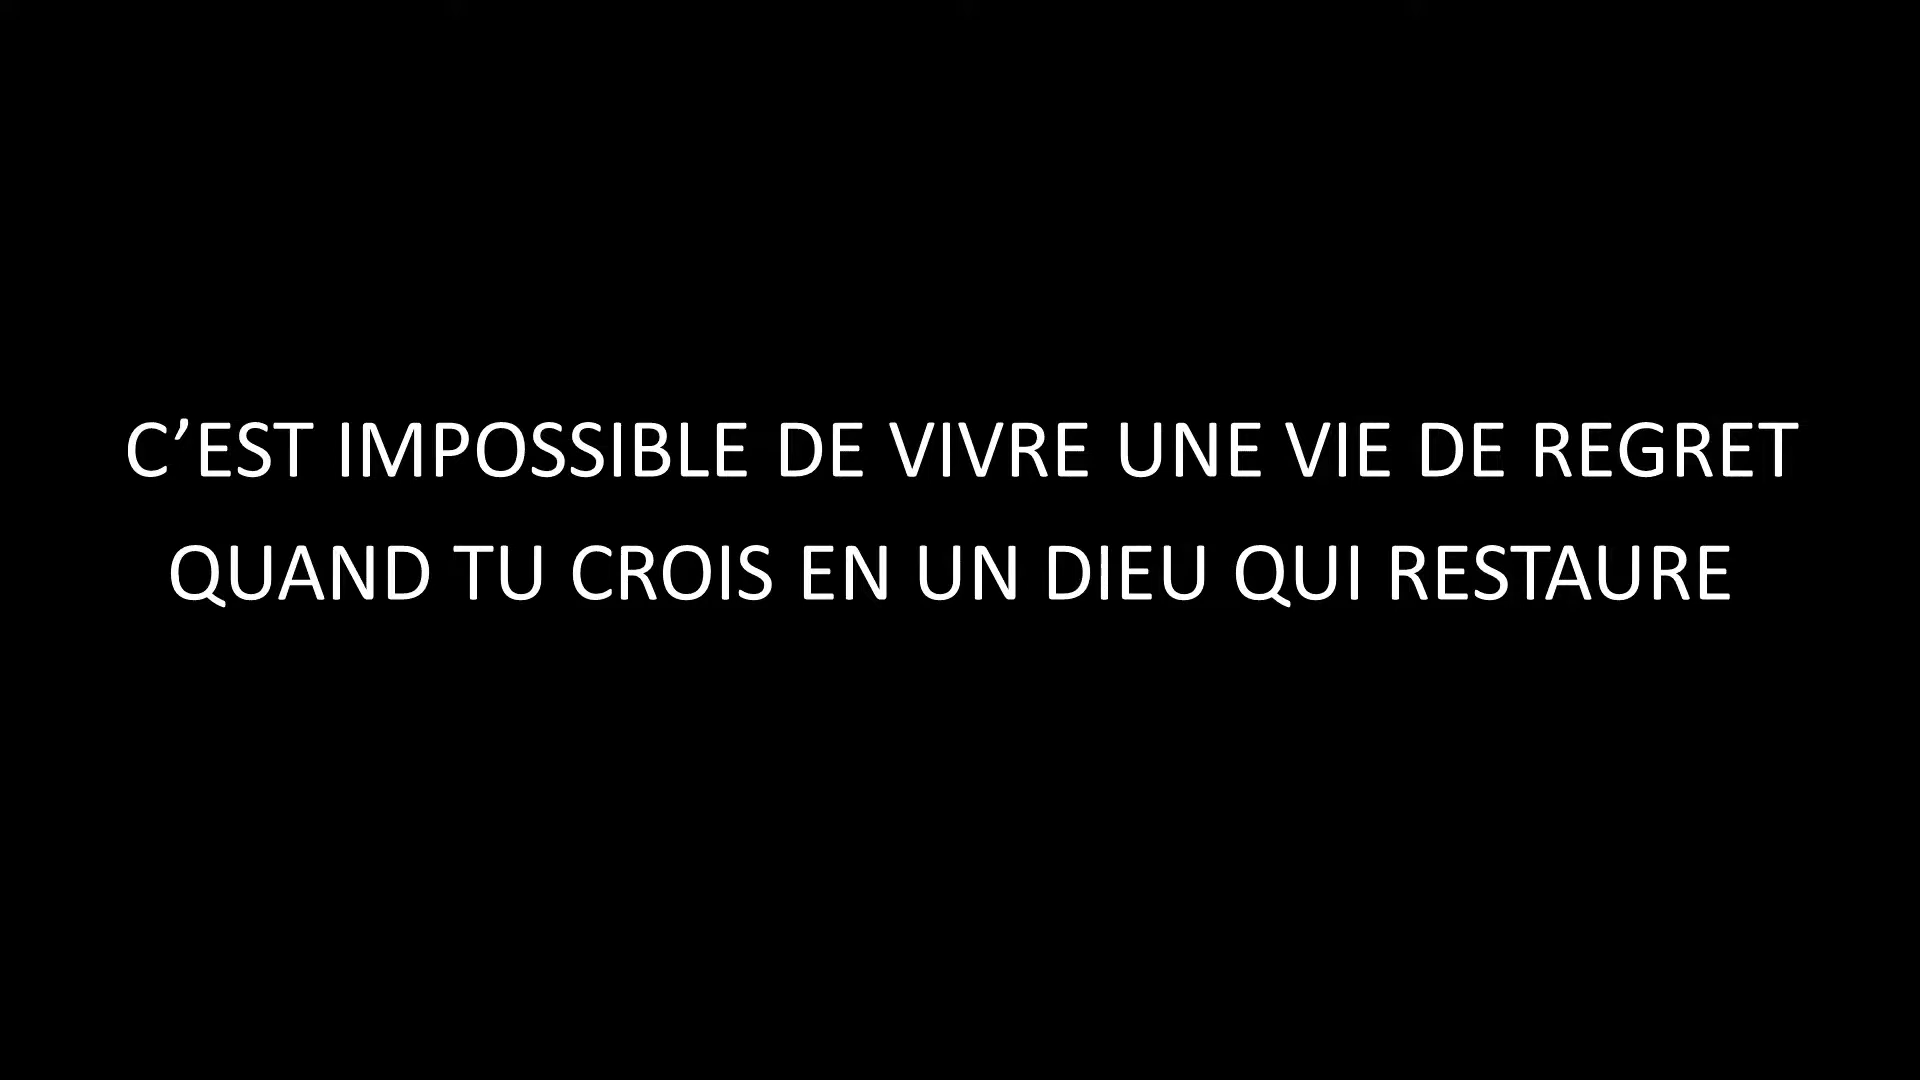 C’EST IMPOSSIBLE DE VIVRE UNE VIE DE REGRET
QUAND TU CROIS EN UN DIEU QUI RESTAURE